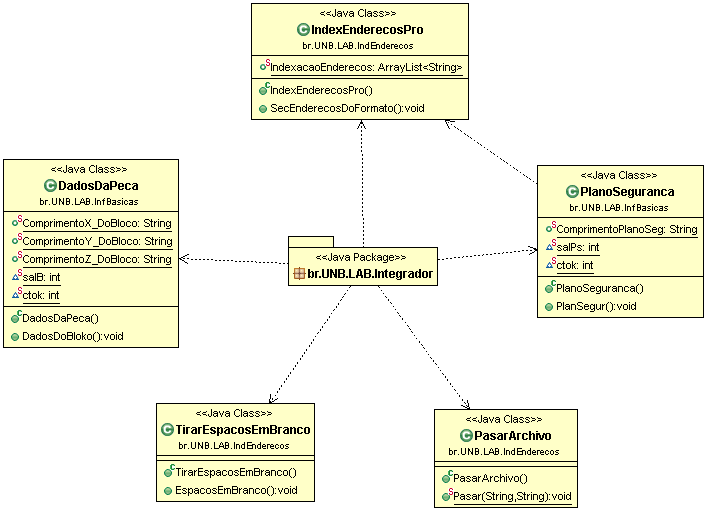 <<Java Class>>
IndexEnderecosPro
br.UNB.LAB.IndEnderecos
IndexacaoEnderecos: ArrayList<String>
IndexEnderecosPro()
SecEnderecosDoFormato():void
<<Java Class>>
DadosDaPeca
br.UNB.LAB.InfBasicas
ComprimentoX_DoBloco: String
ComprimentoY_DoBloco: String
ComprimentoZ_DoBloco: String
salB: int
ctok: int
DadosDaPeca()
DadosDoBloko():void
<<Java Package>>
br.UNB.LAB.Integrador
<<Java Class>>
PlanoSeguranca
br.UNB.LAB.InfBasicas
ComprimentoPlanoSeg: String
salPs: int
ctok: int
PlanoSeguranca()
PlanSegur():void
<<Java Class>>
TirarEspacosEmBranco
br.UNB.LAB.IndEnderecos
TirarEspacosEmBranco()
EspacosEmBranco():void
<<Java Class>>
PasarArchivo
br.UNB.LAB.IndEnderecos
PasarArchivo()
Pasar(String,String):void